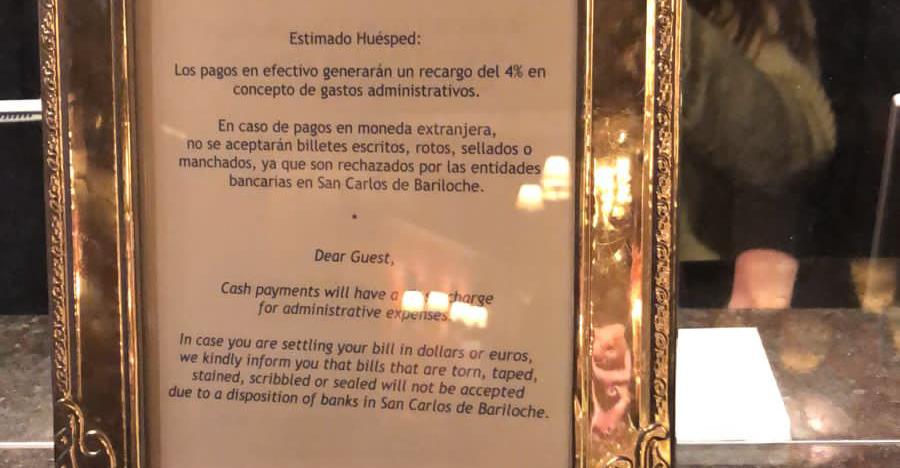 Estimado Huésped:
Los pagos en efectivo generarán un recargo del 4% en
concepto de gastos administrativos.
En caso de pagos en moneda extranjera,
no se aceptarán billetes escritos, rotos, sellados o
manchados, ya que son rechazados por las entidades
bancarias en San Carlos de Bariloche.
*
Dear Guest,
Cash payments will have a
for administrative expenses
In case you are settling your bill in dollars or euros,
we kindly inform you that bills that are torn, taped,
stained, scribbled or sealed will not be accepted
due to a disposition of banks in San Carlos de Bariloche.